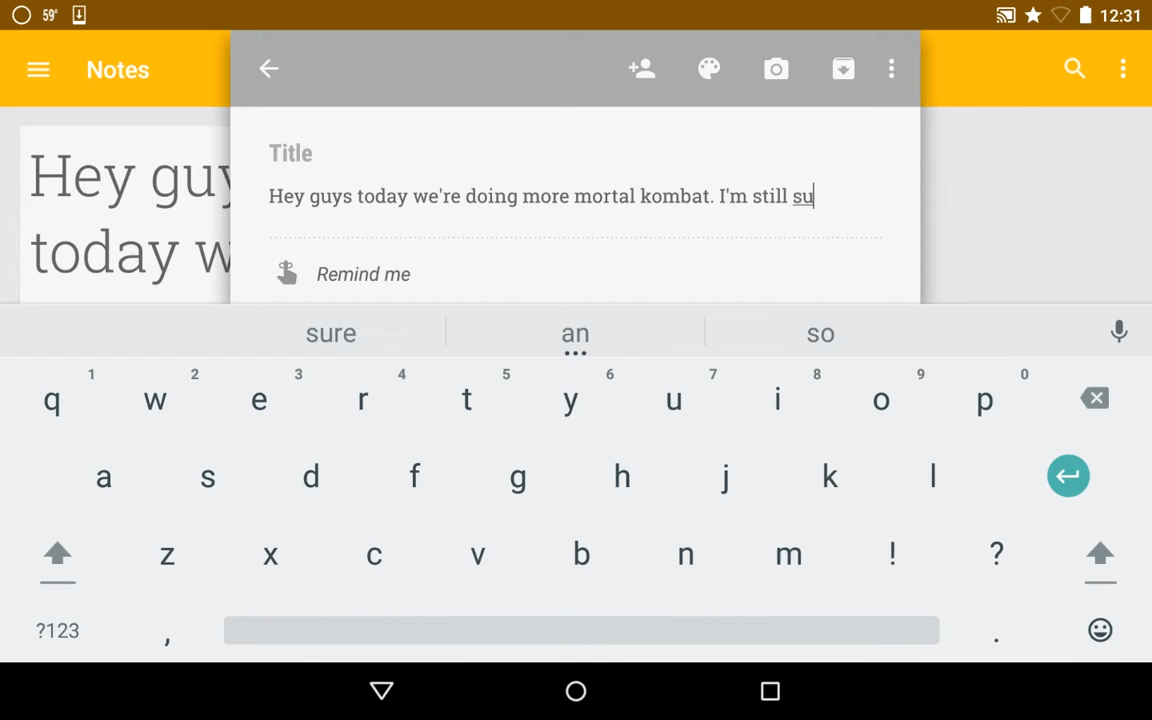 59° 12:31
Notes
Hey guy
today w
Title
Hey guys today we're doing more mortal kombat. I'm still su
Remind me
sure an so
1 2 3 4 5 6 7 8 9 0
q w e r t y u i o p
a s d f g h j k l
z x c v b n m ! ?
?123 , .